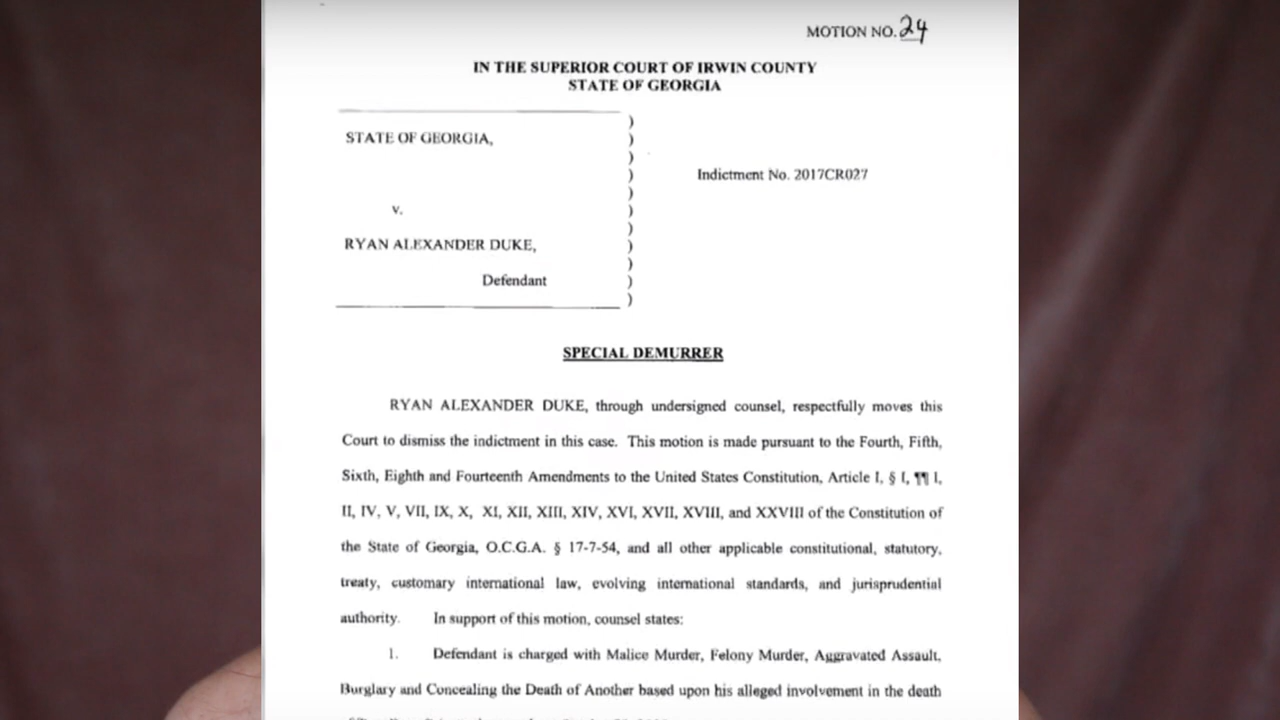 MOTION NO. 24
IN THE SUPERIOR COURT OF IRWIN COUNTY
STATE OF GEORGIA
STATE OF GEORGIA,
Indictment No. 2017CR027
v.
RYAN ALEXANDER DUKE,
Defendant
SPECIAL DEMURRER
RYAN ALEXANDER DUKE, through undersigned counsel, respectfully moves this
Court to dismiss the indictment in this case. This motion is made pursuant to the Fourth, Fifth,
Sixth, Eighth and Fourteenth Amendments to the United States Constitution, Article I, § I, ¶¶ I,
II, IV, V, VII, IX, X, XI, XII, XIII, XIV, XVI, XVII, XVIII, and XXVIII of the Constitution of
the State of Georgia, O.C.G.A. § 17-7-54, and all other applicable constitutional, statutory,
treaty, customary international law, evolving international standards, and jurisprudential
authority. In support of this motion, counsel states:
1. Defendant is charged with Malice Murder, Felony Murder, Aggravated Assault,
Burglary and Concealing the Death of Another based upon his alleged involvement in the death